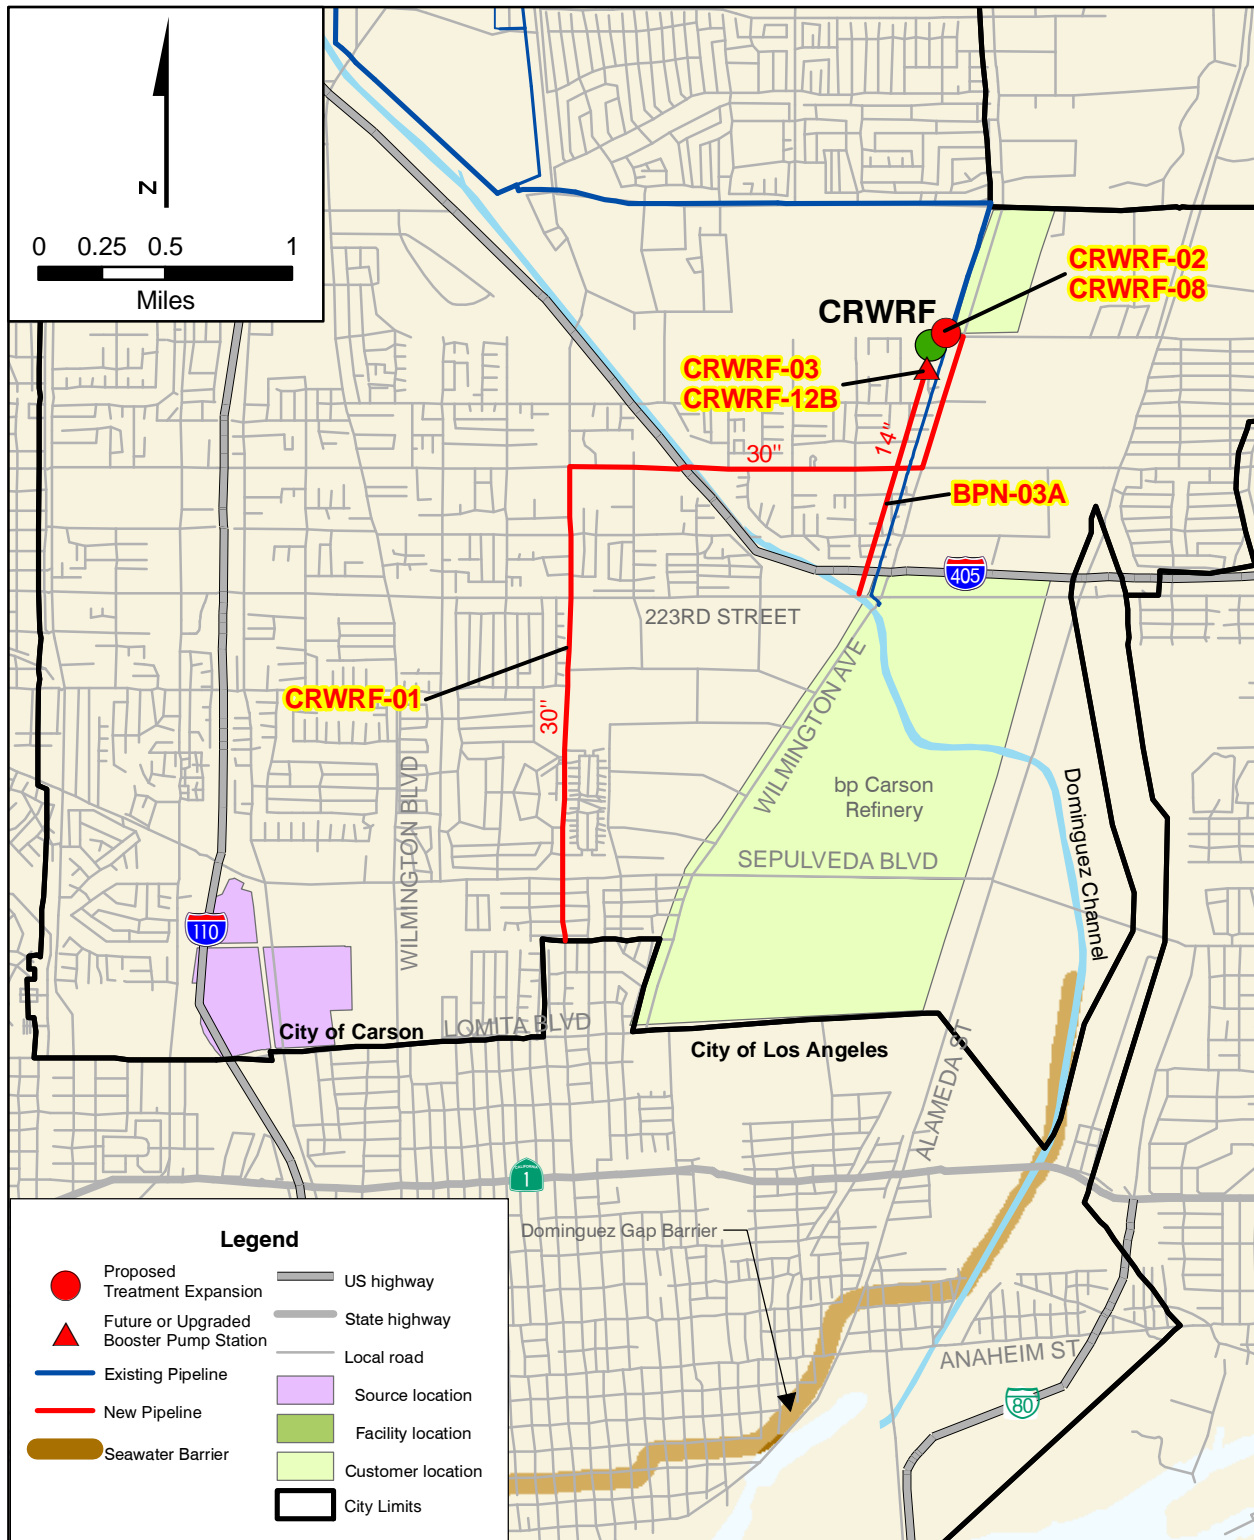 N
0 0.25 0.5 1
Miles
CRWRF-02
CRWRF-08
CRWRF
CRWRF-03
CRWRF-12B
14"
30"
BPN-03A
405
223RD STREET
CRWRF-01
30"
WILMINGTON AVE
WILMINGTON BLVD
bp Carson
Refinery
Dominguez Channel
SEPULVEDA BLVD
110
City of Carson
LOMITA BLVD
City of Los Angeles
ALAMEDA ST
CALIFORNIA
1
Dominguez Gap Barrier
ANAHEIM ST
80
Legend
Proposed
Treatment Expansion
Future or Upgraded
Booster Pump Station
Existing Pipeline
New Pipeline
Seawater Barrier
US highway
State highway
Local road
Source location
Facility location
Customer location
City Limits